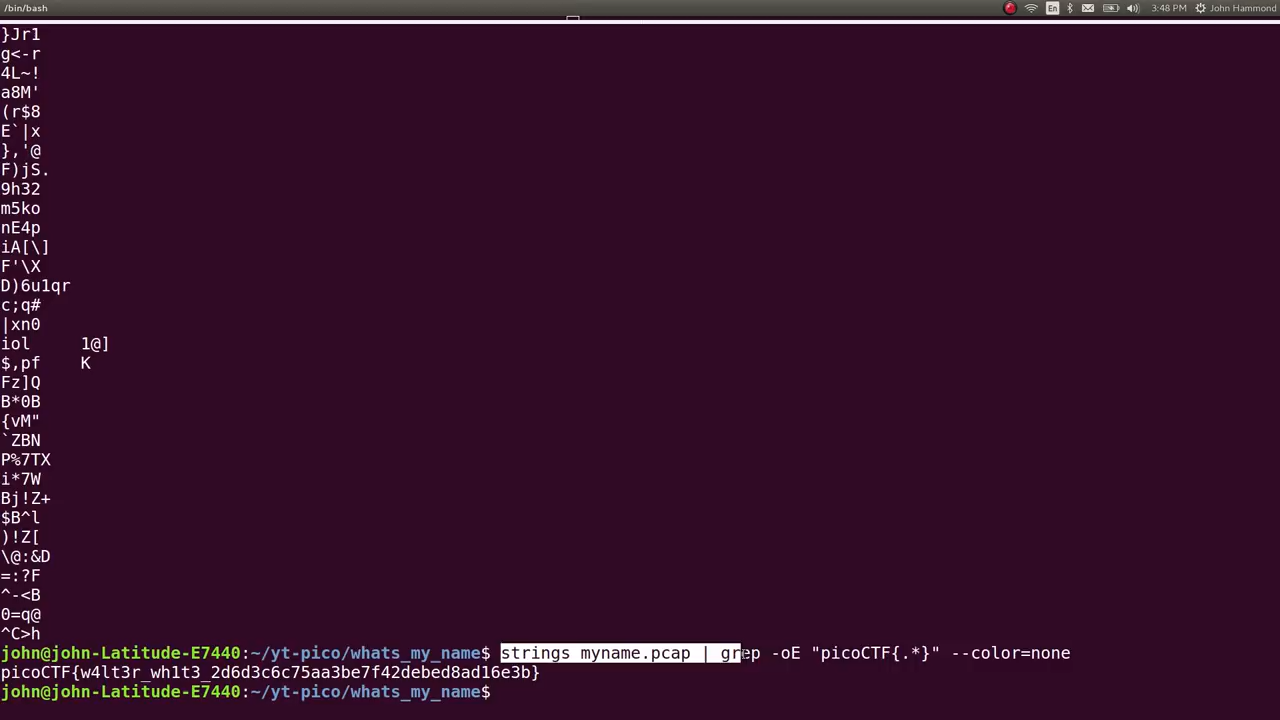 /bin/bash
En
3:48 PM
John Hammond
}Jr1
g<-r
4L~!
a8M'
(r$8
E`|x
},'@
F)jS.
9h32
m5ko
nE4p
iA[\]
F'\X
D)6u1qr
c;q#
|xn0
iol     1@]
$,pf    K
Fz]Q
B*0B
{vM"
`ZBN
P%7TX
i*7W
Bj!Z+
$B^l
)!Z[
\@:&D
=:?F
^-<B
0=q@
^C>h
john@john-Latitude-E7440:~/yt-pico/whats_my_name$ strings myname.pcap | grep -oE "picoCTF{.*}" --color=none
picoCTF{w4lt3r_wh1t3_2d6d3c6c75aa3be7f42debed8ad16e3b}
john@john-Latitude-E7440:~/yt-pico/whats_my_name$